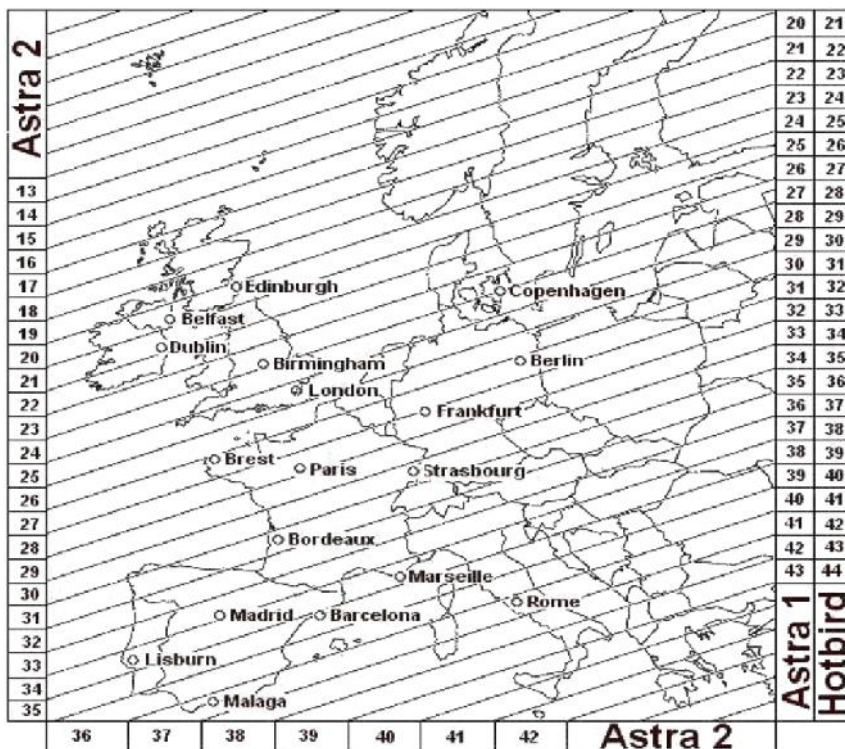 Astra 2
13
14
15
16
17
18
19
20
21
22
23
24
25
26
27
28
29
30
31
32
33
34
35
20 21
21 22
22 23
23 24
24 25
25 26
26 27
27 28
28 29
29 30
30 31
31 32
32 33
33 34
34 35
35 36
36 37
37 38
38 39
39 40
40 41
41 42
42 43
43 44
Astra 1
Hotbird
Edinburgh
Copenhagen
Belfast
Dublin
Birmingham
Berlin
London
Frankfurt
Brest
Paris
Strasbourg
Bordeaux
Marseille
Rome
Madrid
Barcelona
Lisburn
Malaga
36 37 38 39 40 41 42 Astra 2